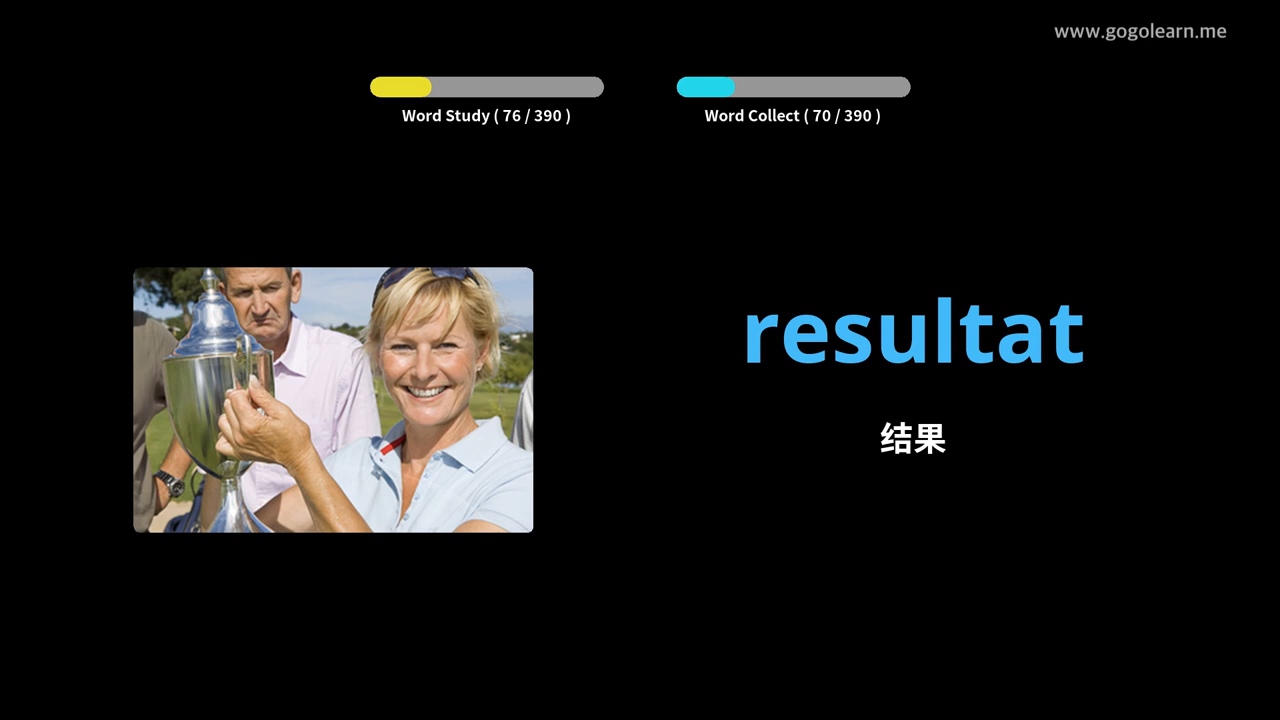 www.gogolearn.me
Word Study ( 76 / 390 )
Word Collect ( 70 / 390 )
resultat
结果